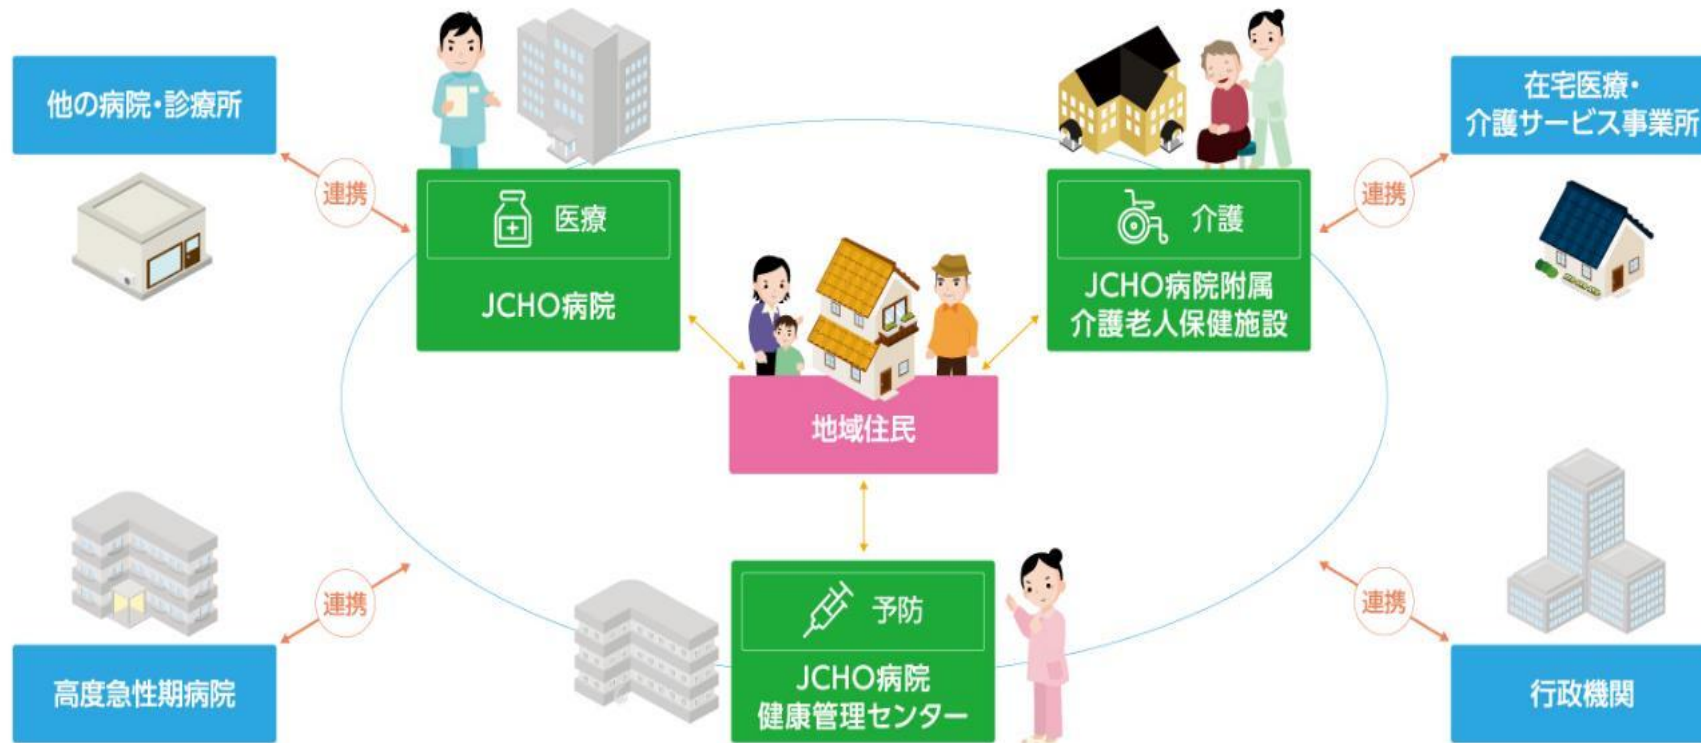 他の病院・診療所
連携
医療
JCHO病院
介護
JCHO病院附属
介護老人保健施設
在宅医療・
介護サービス事業所
連携
地域住民
高度急性期病院
連携
予防
JCHO病院
健康管理センター
連携
行政機関